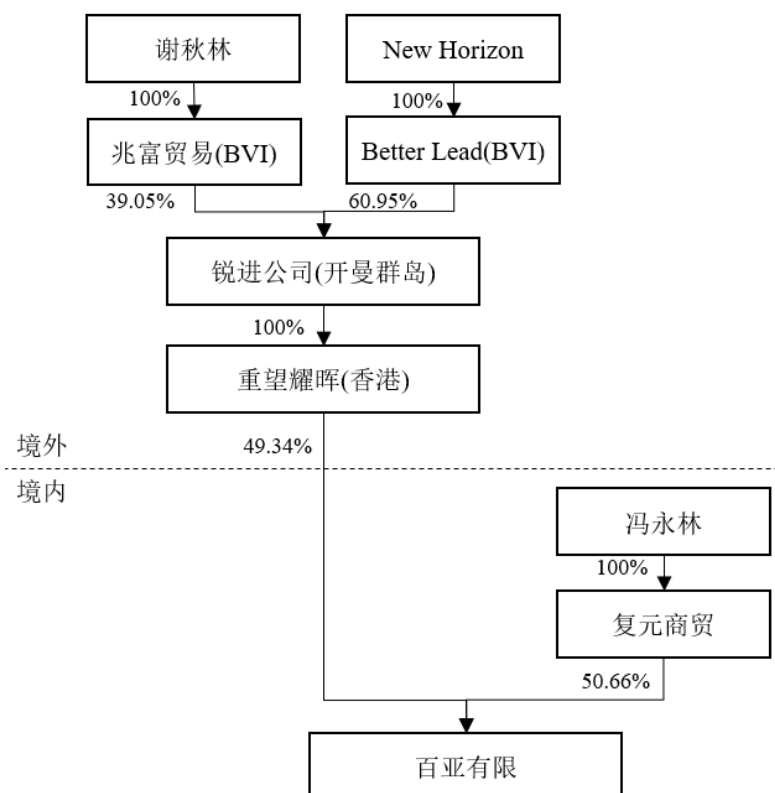 谢秋林
New Horizon
100%
100%
兆富贸易(BVI)
Better Lead(BVI)
39.05%
60.95%
锐进公司(开曼群岛)
100%
重望耀晖(香港)
境外
49.34%
境内
冯永林
100%
复元商贸
50.66%
百亚有限